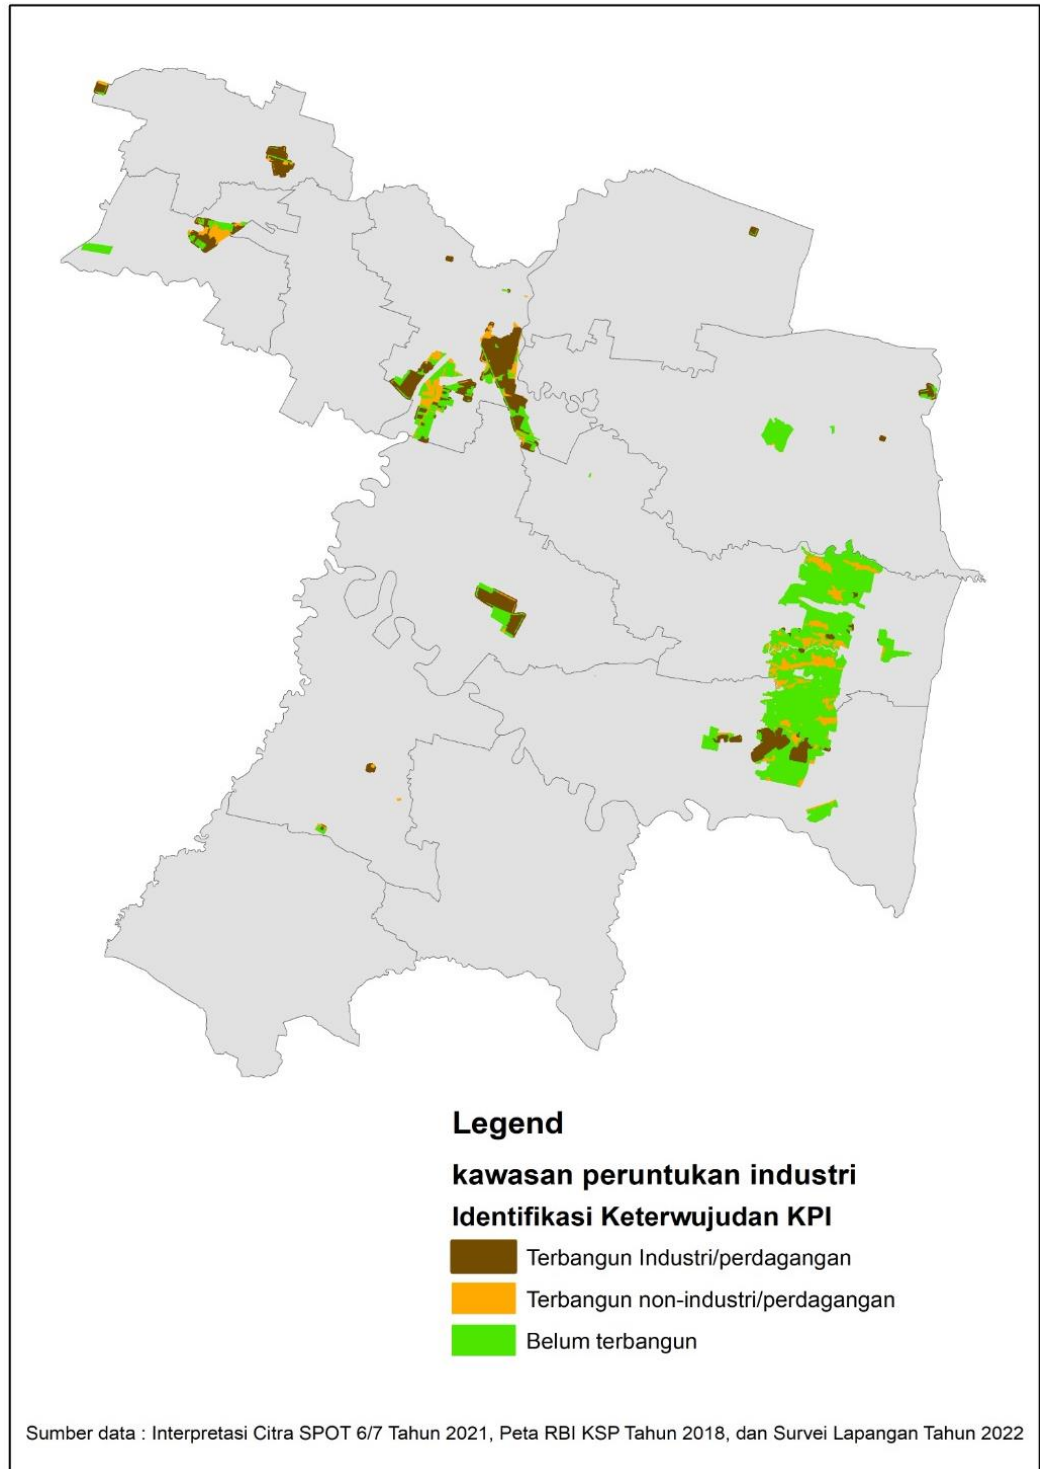 Legend
kawasan peruntukan industri
Identifikasi Keterwujudan KPI
Terbangun Industri/perdagangan
Terbangun non-industri/perdagangan
Belum terbangun
Sumber data : Interpretasi Citra SPOT 6/7 Tahun 2021, Peta RBI KSP Tahun 2018, dan Survei Lapangan Tahun 2022